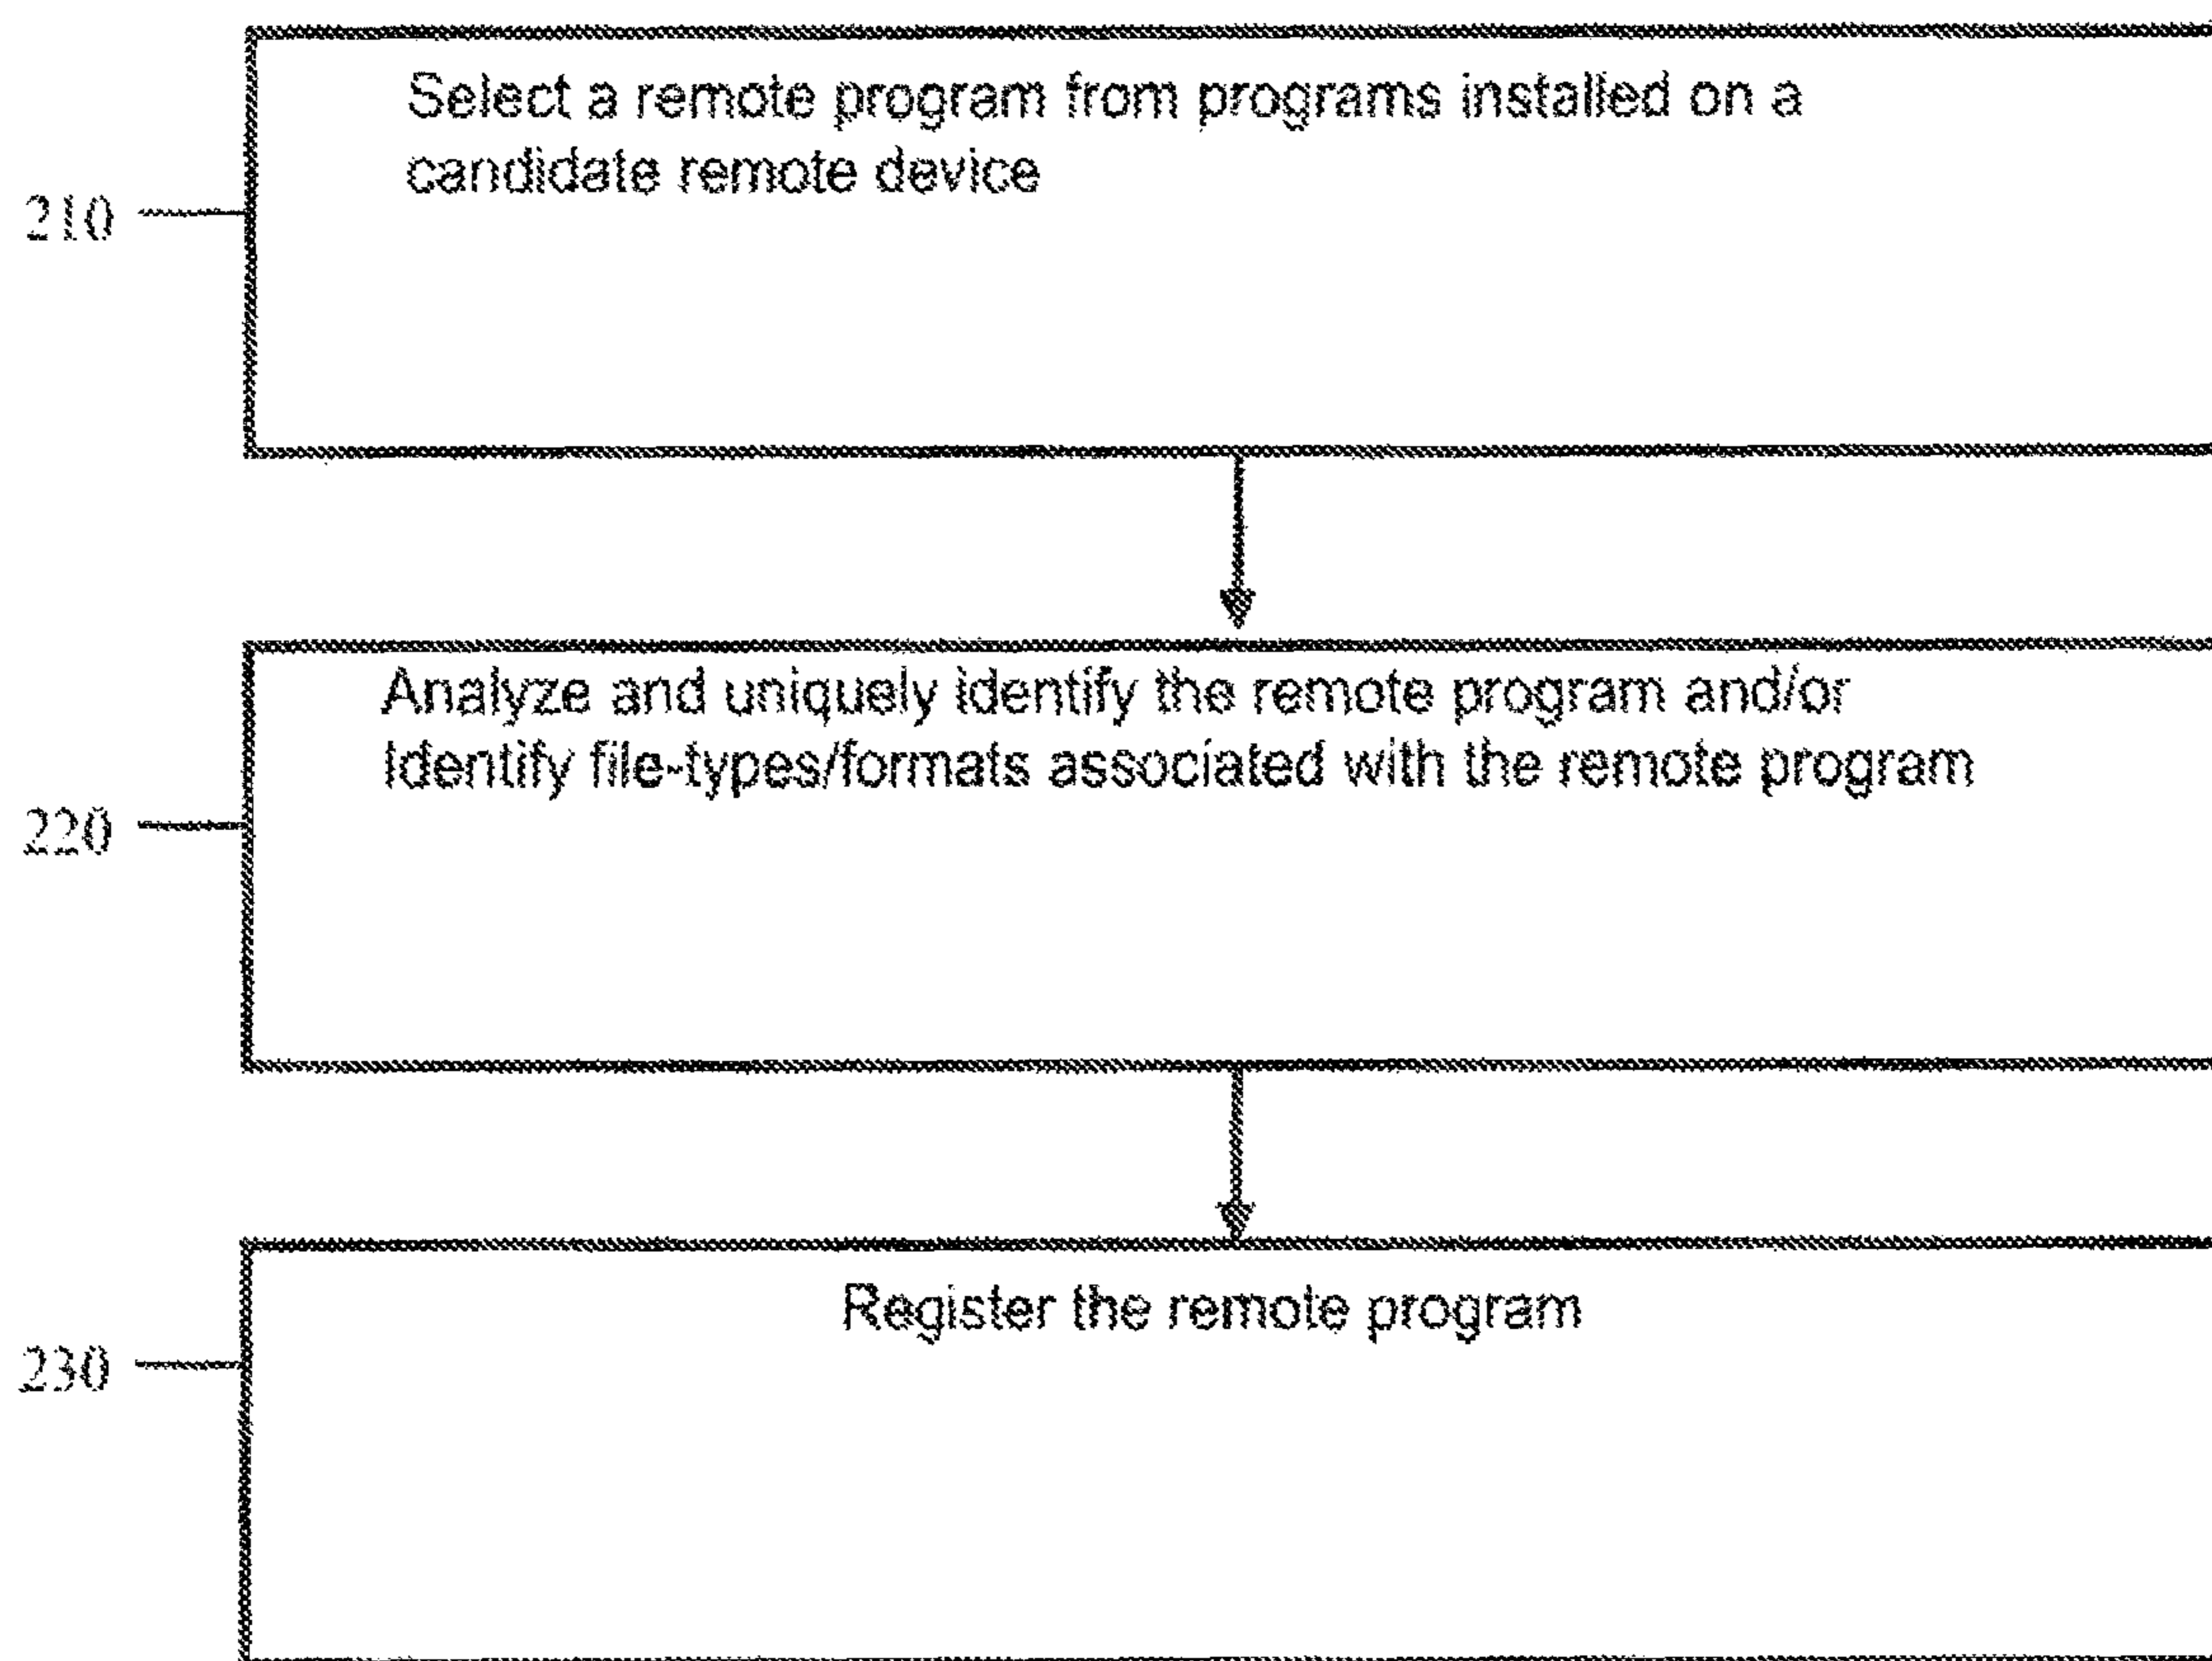 Select a remote program from programs installed on a
candidate remote device
210
Analyze and uniquely identify the remote program and/or
Identify file-types/formats associated with the remote program
220
Register the remote program
230